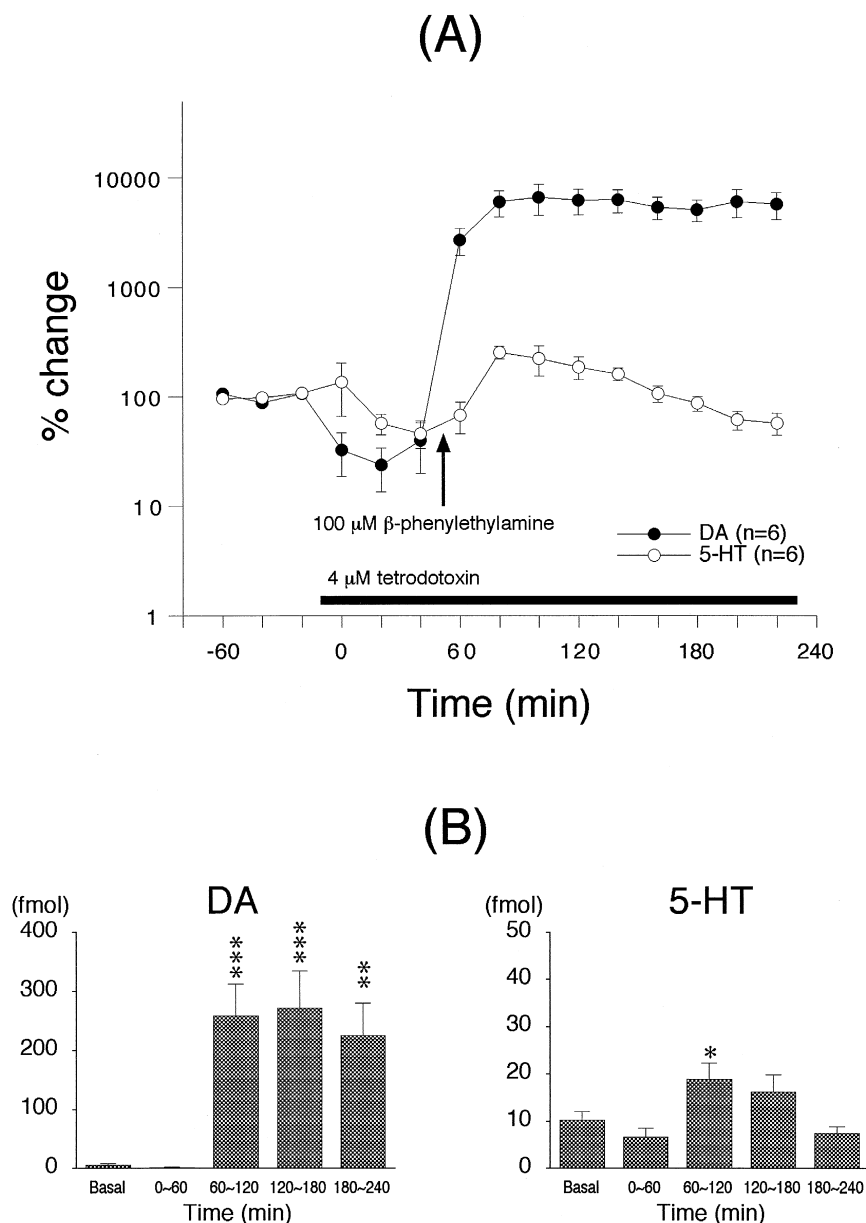 (A)
10000
1000
100
10
1
% change
100 μM β-phenylethylamine
DA (n=6)
5-HT (n=6)
4 μM tetrodotoxin
-60 0 60 120 180 240
Time (min)
(B)
(fmol) DA
400
300
200
100
0
***
***
**
Basal 0~60 60~120 120~180 180~240
Time (min)
(fmol) 5-HT
50
40
30
20
10
0
*
Basal 0~60 60~120 120~180 180~240
Time (min)